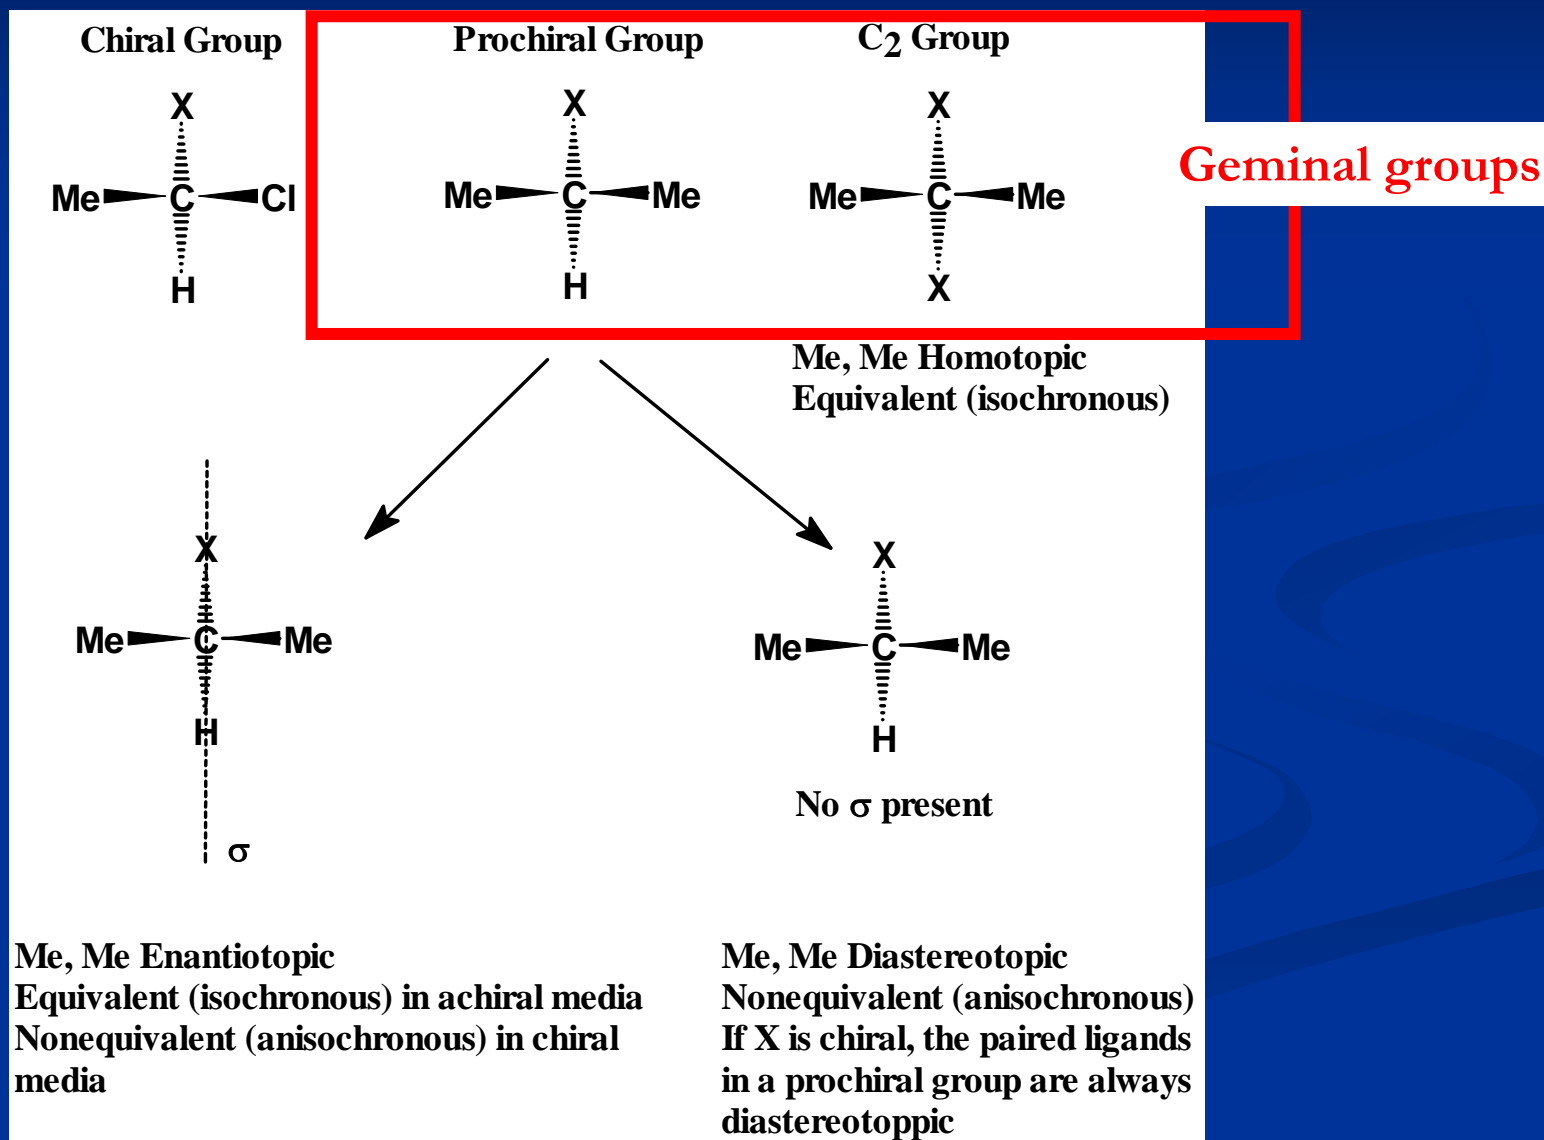 Chiral Group
Prochiral Group
C2 Group
X
Me C Cl
H
X
Me C Me
H
X
Me C Me
X
Geminal groups
Me, Me Homotopic
Equivalent (isochronous)
X
Me C Me
H
σ
X
Me C Me
H
No σ present
Me, Me Enantiotopic
Equivalent (isochronous) in achiral media
Nonequivalent (anisochronous) in chiral
media
Me, Me Diastereotopic
Nonequivalent (anisochronous)
If X is chiral, the paired ligands
in a prochiral group are always
diastereotoppic